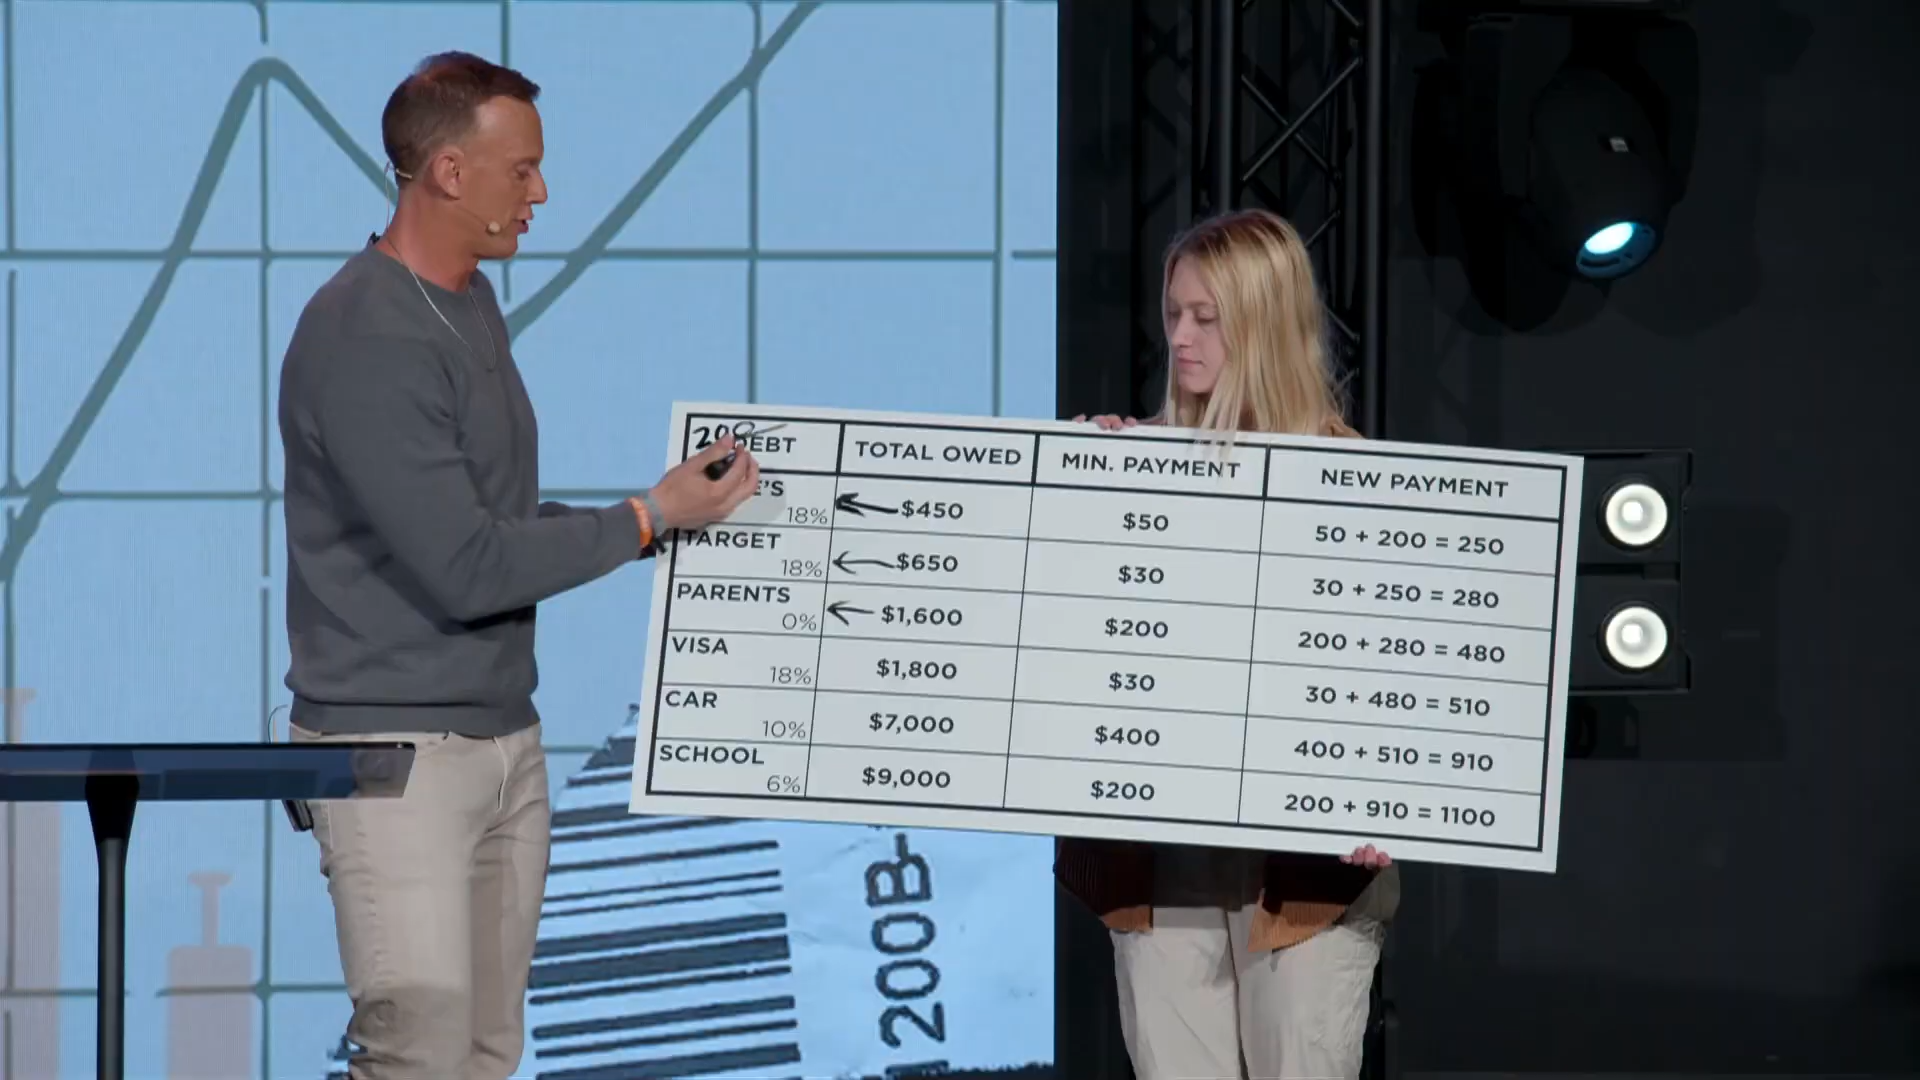 200
DEBT TOTAL OWED MIN. PAYMENT NEW PAYMENT
E'S 18% $450 $50 50 + 200 = 250
TARGET 18% $650 $30 30 + 250 = 280
PARENTS 0% $1,600 $200 200 + 280 = 480
VISA 18% $1,800 $30 30 + 480 = 510
CAR 10% $7,000 $400 400 + 510 = 910
SCHOOL 6% $9,000 $200 200 + 910 = 1100
200B